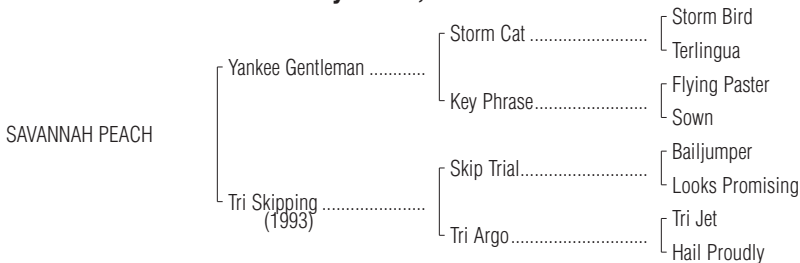 Storm Bird
Storm Cat ..........................
Terlingua
Yankee Gentleman ............
Flying Paster
Key Phrase.........................
Sown
SAVANNAH PEACH
Bailjumper
Skip Trial............................
Looks Promising
Tri Skipping ......................
(1993)
Tri Jet
Tri Argo..............................
Hail Proudly